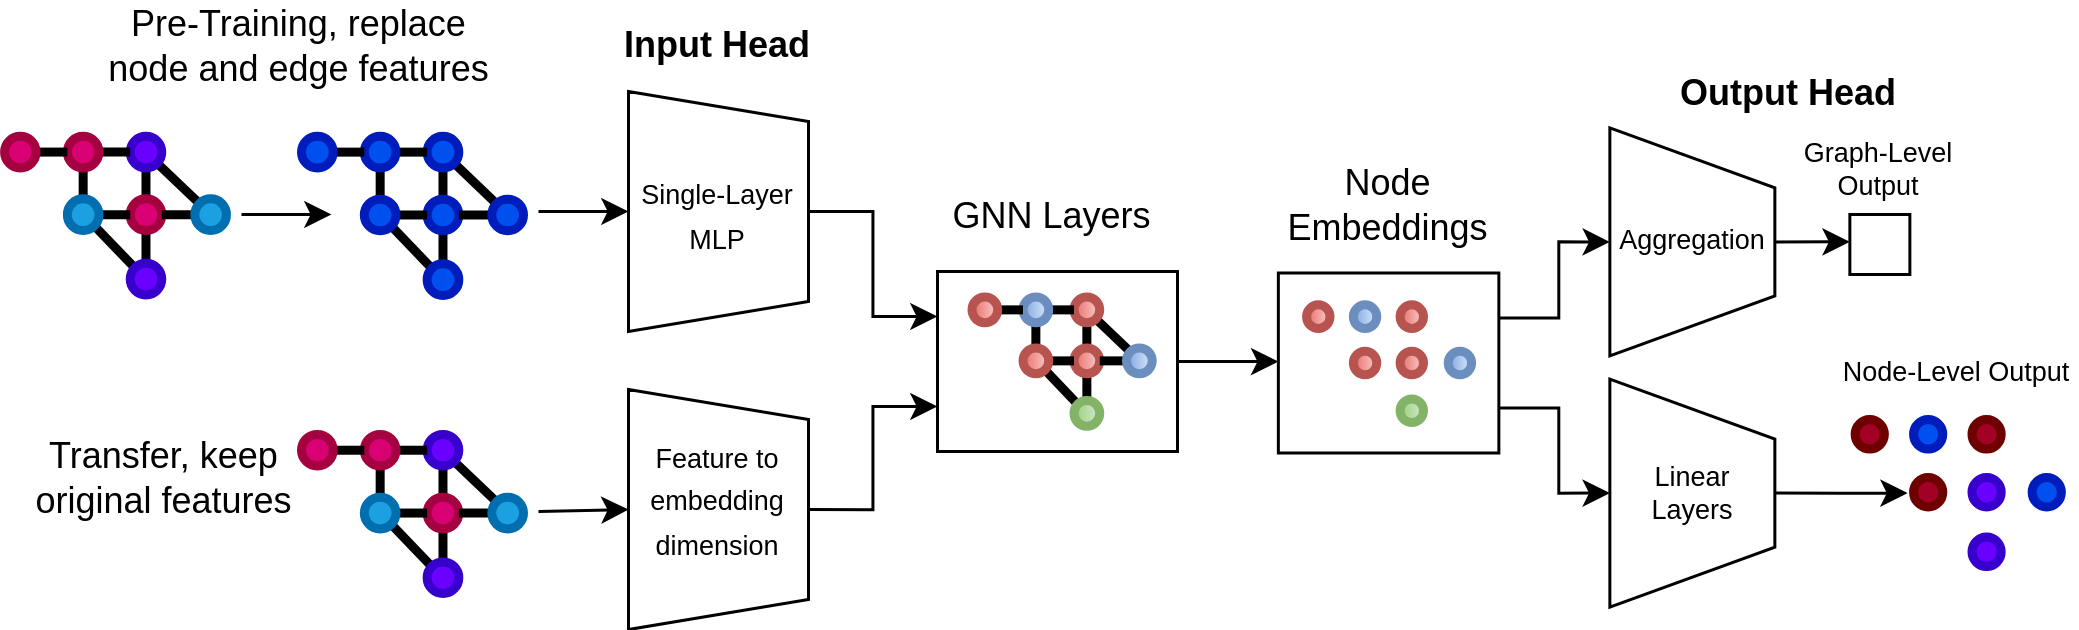 Pre-Training, replace
node and edge features
Input Head
Single-Layer
MLP
Transfer, keep
original features
Feature to
embedding
dimension
GNN Layers
Node
Embeddings
Output Head
Aggregation
Graph-Level
Output
Linear
Layers
Node-Level Output